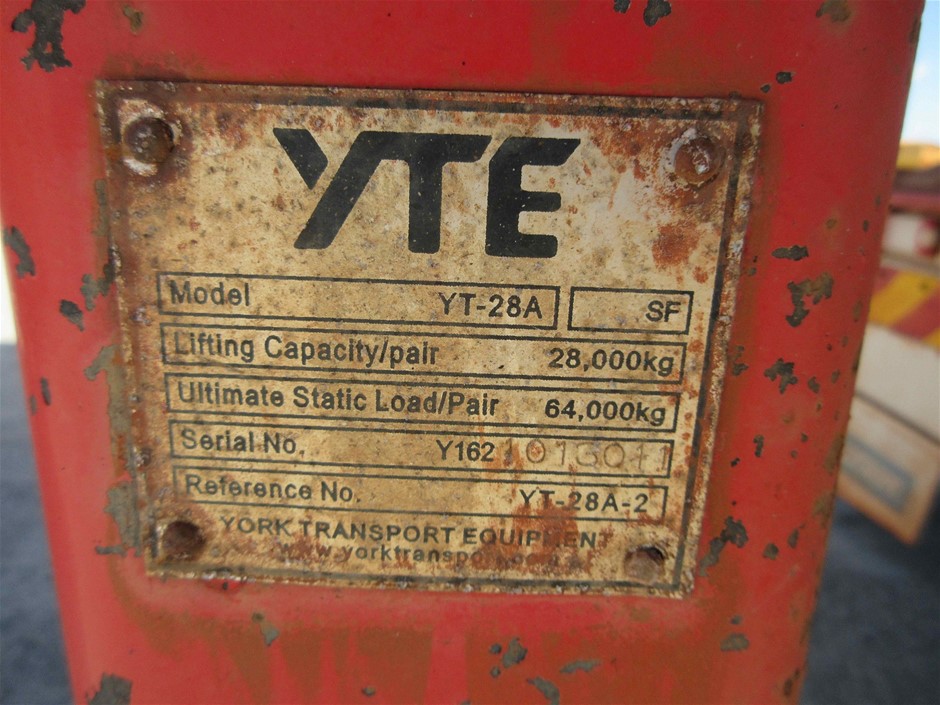 YTE
Model YT-28A SF
Lifting Capacity/pair 28,000kg
Ultimate Static Load/Pair 64,000kg
Serial No. Y162
Reference No. YT-28A-2
YORK TRANSPORT EQUIPMENT